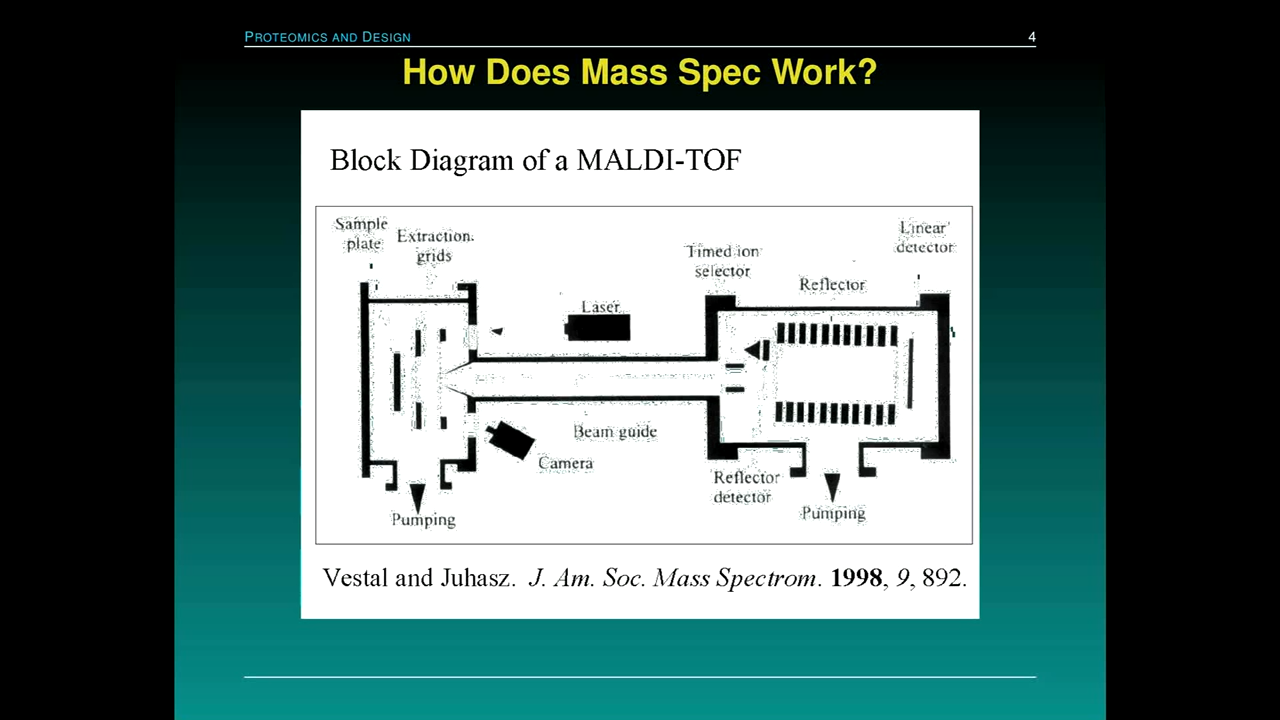 PROTEOMICS AND DESIGN
4
How Does Mass Spec Work?
Block Diagram of a MALDI-TOF
Sample
plate
Extraction
grids
Laser
Timed ion
selector
Reflector
Linear
detector
Beam guide
Camera
Reflector
detector
Pumping
Pumping
Vestal and Juhasz. J. Am. Soc. Mass Spectrom. 1998, 9, 892.